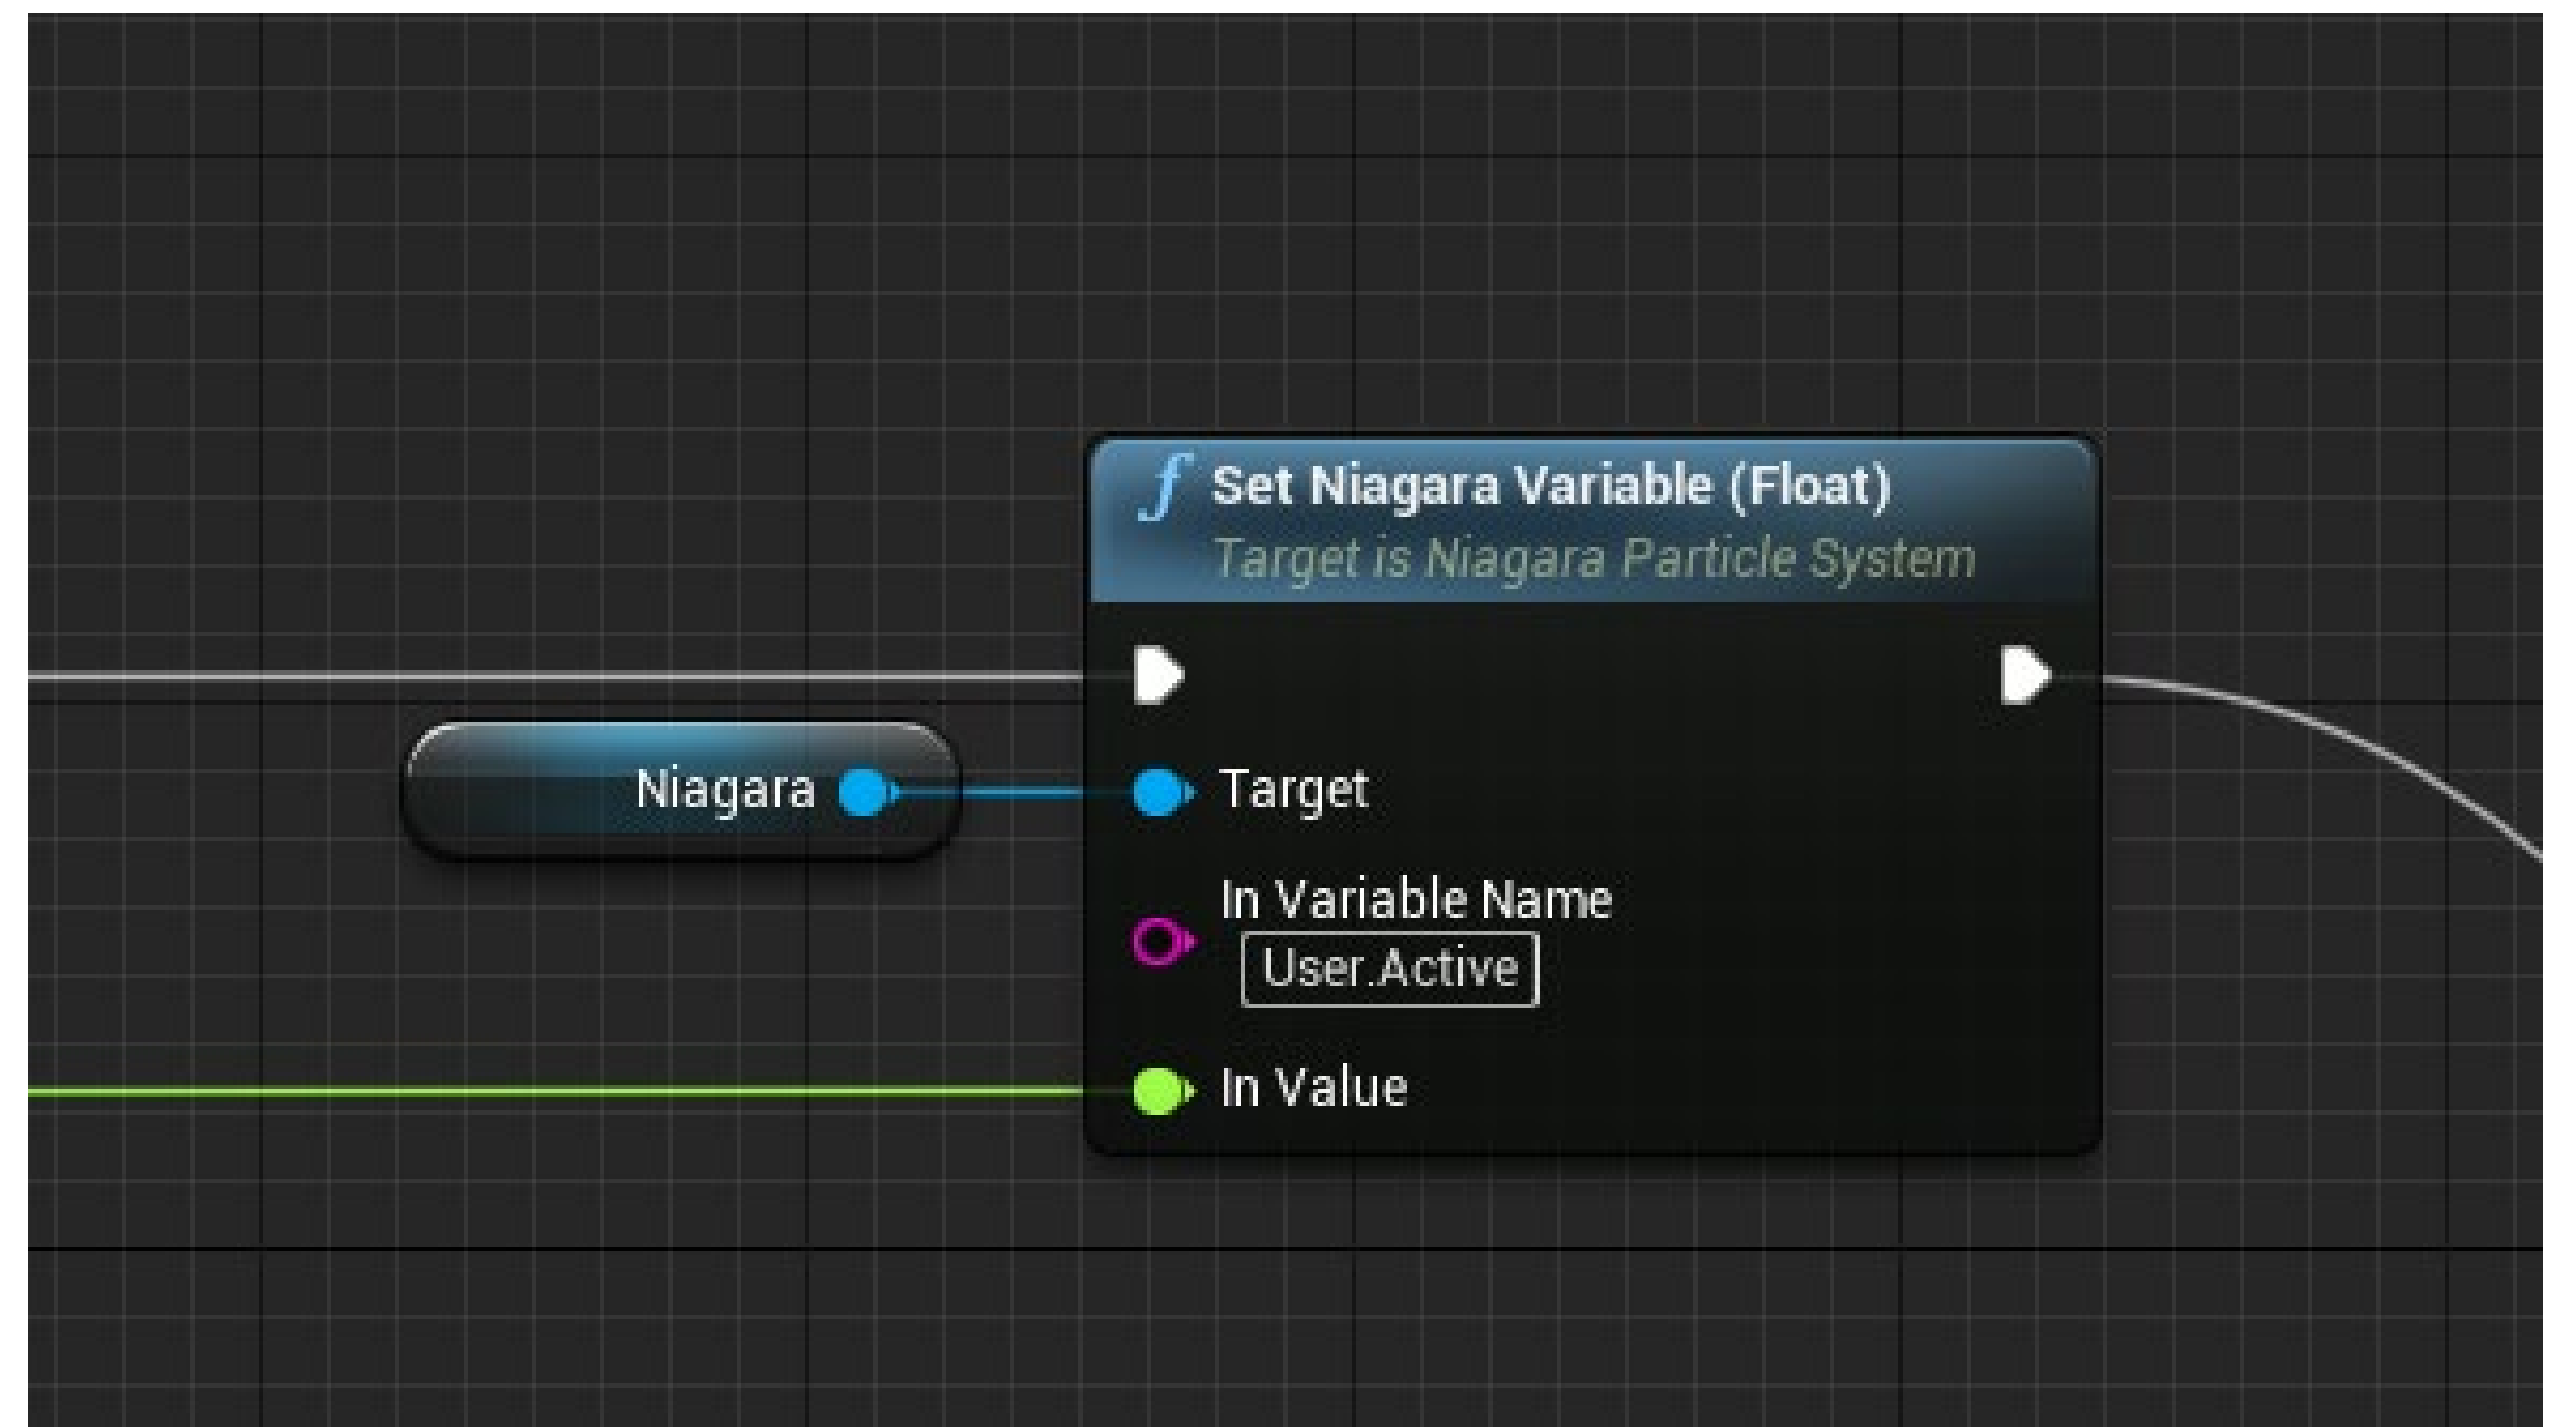 Set Niagara Variable (Float)
Target is Niagara Particle System
Niagara
Target
In Variable Name
User.Active
In Value